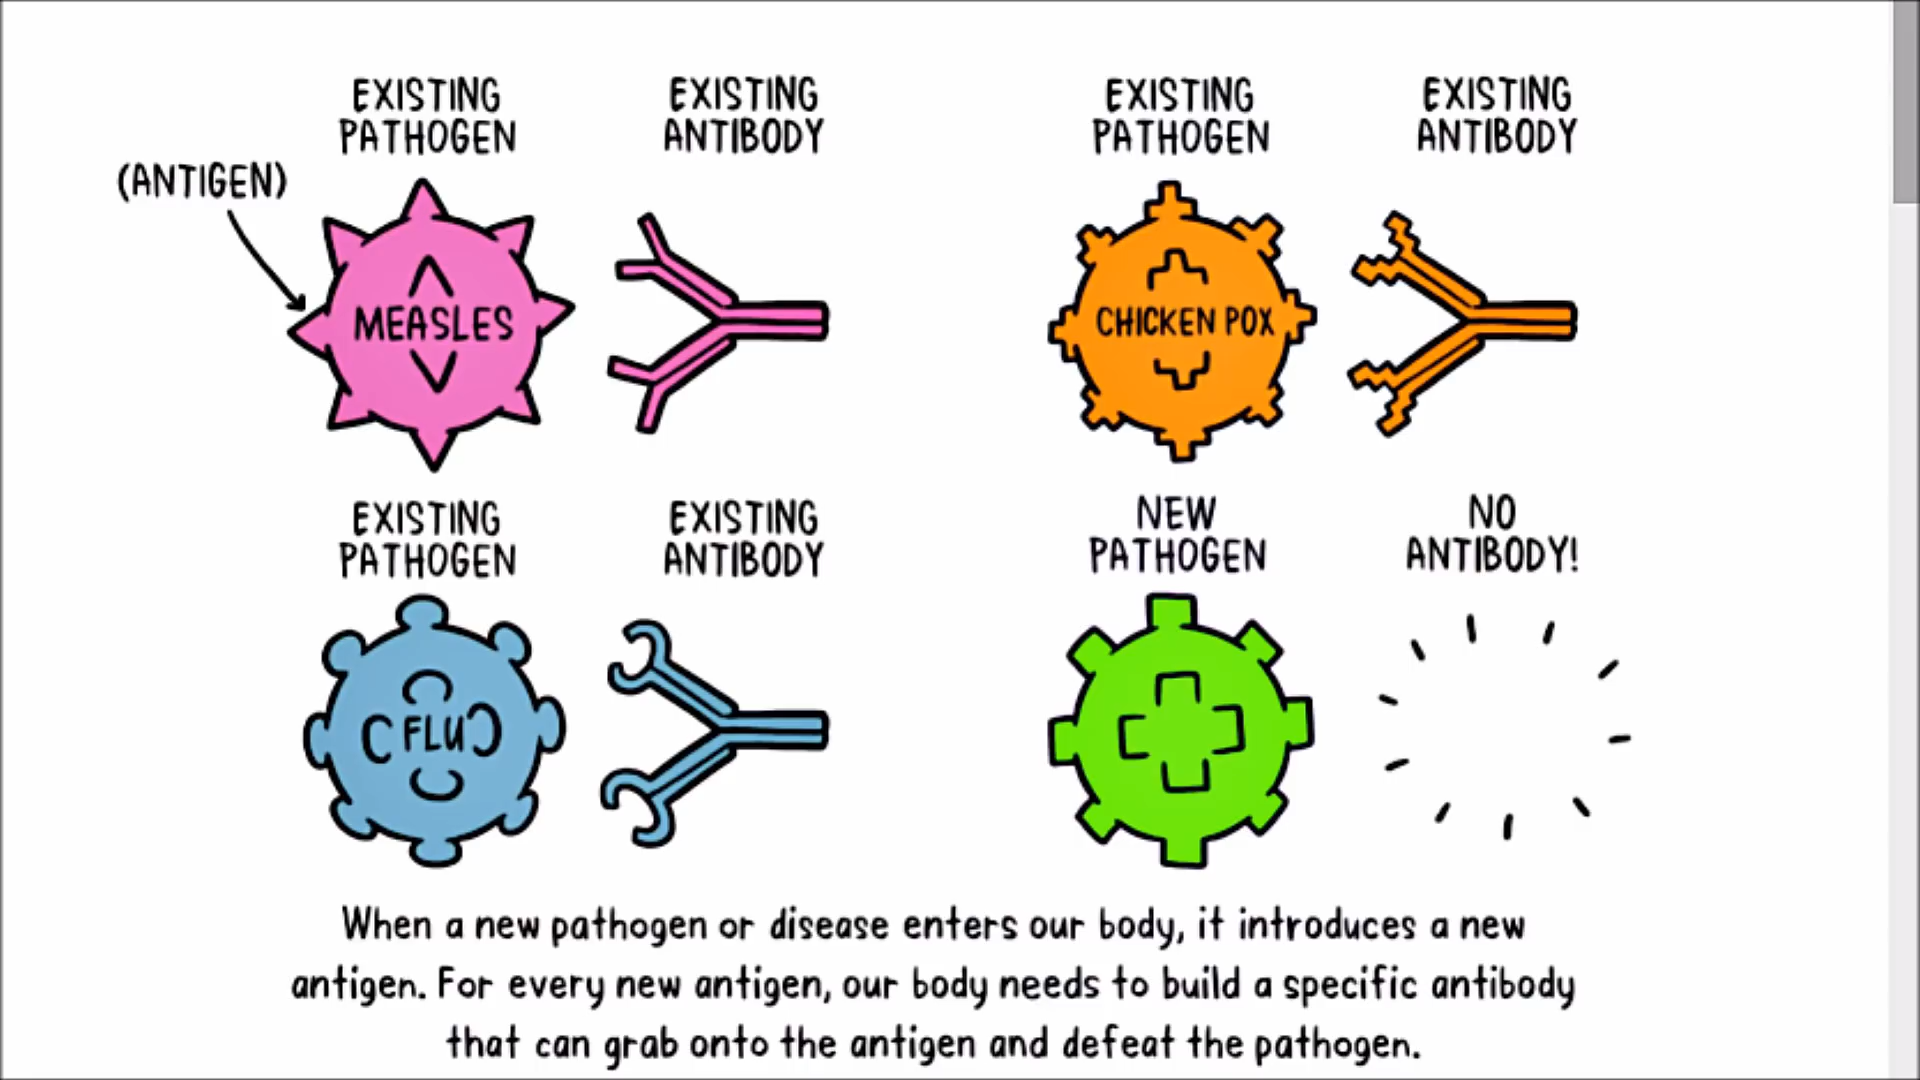 EXISTING PATHOGEN
EXISTING ANTIBODY
EXISTING PATHOGEN
EXISTING ANTIBODY
(ANTIGEN)
MEASLES
CHICKEN POX
EXISTING PATHOGEN
EXISTING ANTIBODY
NEW PATHOGEN
NO ANTIBODY!
FLU
When a new pathogen or disease enters our body, it introduces a new
antigen. For every new antigen, our body needs to build a specific antibody
that can grab onto the antigen and defeat the pathogen.